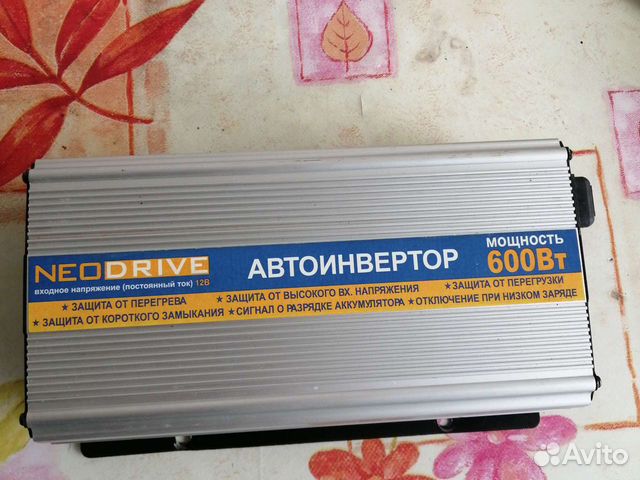 NEODRIVE
входное напряжение (постоянный ток) 12В
АВТОИНВЕРТОР
МОЩНОСТЬ
600Вт
★ ЗАЩИТА ОТ ПЕРЕГРЕВА ★ ЗАЩИТА ОТ ВЫСОКОГО ВХ. НАПРЯЖЕНИЯ ★ ЗАЩИТА ОТ ПЕРЕГРУЗКИ
★ ЗАЩИТА ОТ КОРОТКОГО ЗАМЫКАНИЯ ★ СИГНАЛ О РАЗРЯДКЕ АККУМУЛЯТОРА ★ ОТКЛЮЧЕНИЕ ПРИ НИЗКОМ ЗАРЯДЕ
Avito